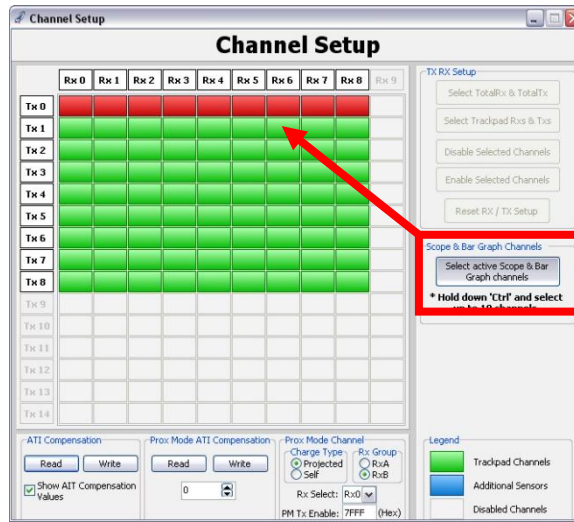 Channel Setup
Channel Setup
Rx 0 Rx 1 Rx 2 Rx 3 Rx 4 Rx 5 Rx 6 Rx 7 Rx 8 Rx 9
Tx 0
Tx 1
Tx 2
Tx 3
Tx 4
Tx 5
Tx 6
Tx 7
Tx 8
Tx 9
Tx 10
Tx 11
Tx 12
Tx 13
Tx 14
TX RX Setup
Select TotalRx & TotalTx
Select Trackpad Rxs & Txs
Disable Selected Channels
Enable Selected Channels
Reset RX / TX Setup
Scope & Bar Graph Channels
Select active Scope & Bar
Graph channels
* Hold down 'Ctrl' and select
up to 10 channels
ATI Compensation
Read Write
Show AIT Compensation
Values
Prox Mode ATI Compensation
Read Write
0
Prox Mode Channel
Charge Type Rx Group
Projected RxA
Self RxB
Rx Select: Rx0
PM Tx Enable: 7FFF (Hex)
Legend
Trackpad Channels
Additional Sensors
Disabled Channels